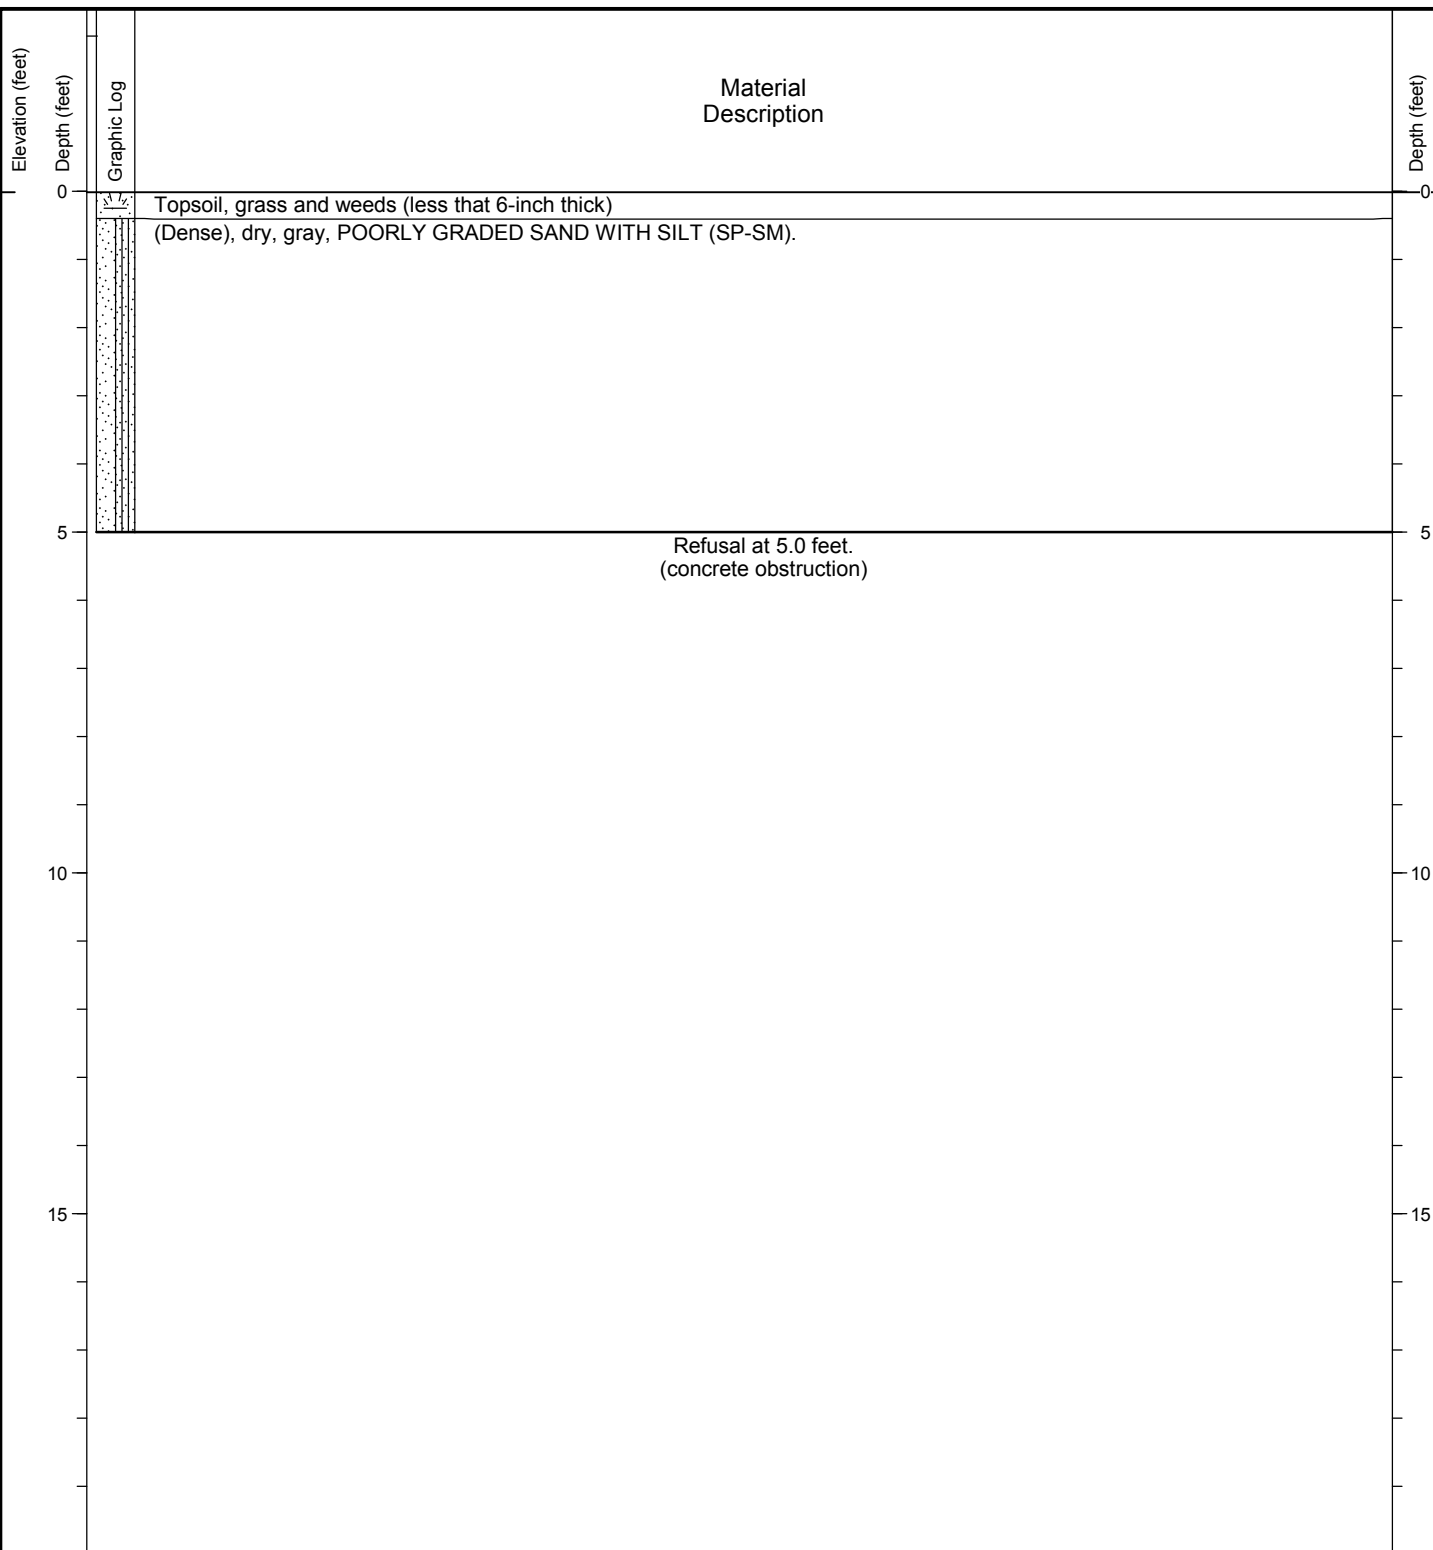 Elevation (feet)
Depth (feet)
Graphic Log
Material
Description
Depth (feet)
0
0
Topsoil, grass and weeds (less that 6-inch thick)
(Dense), dry, gray, POORLY GRADED SAND WITH SILT (SP-SM).
5
5
Refusal at 5.0 feet.
(concrete obstruction)
10
10
15
15